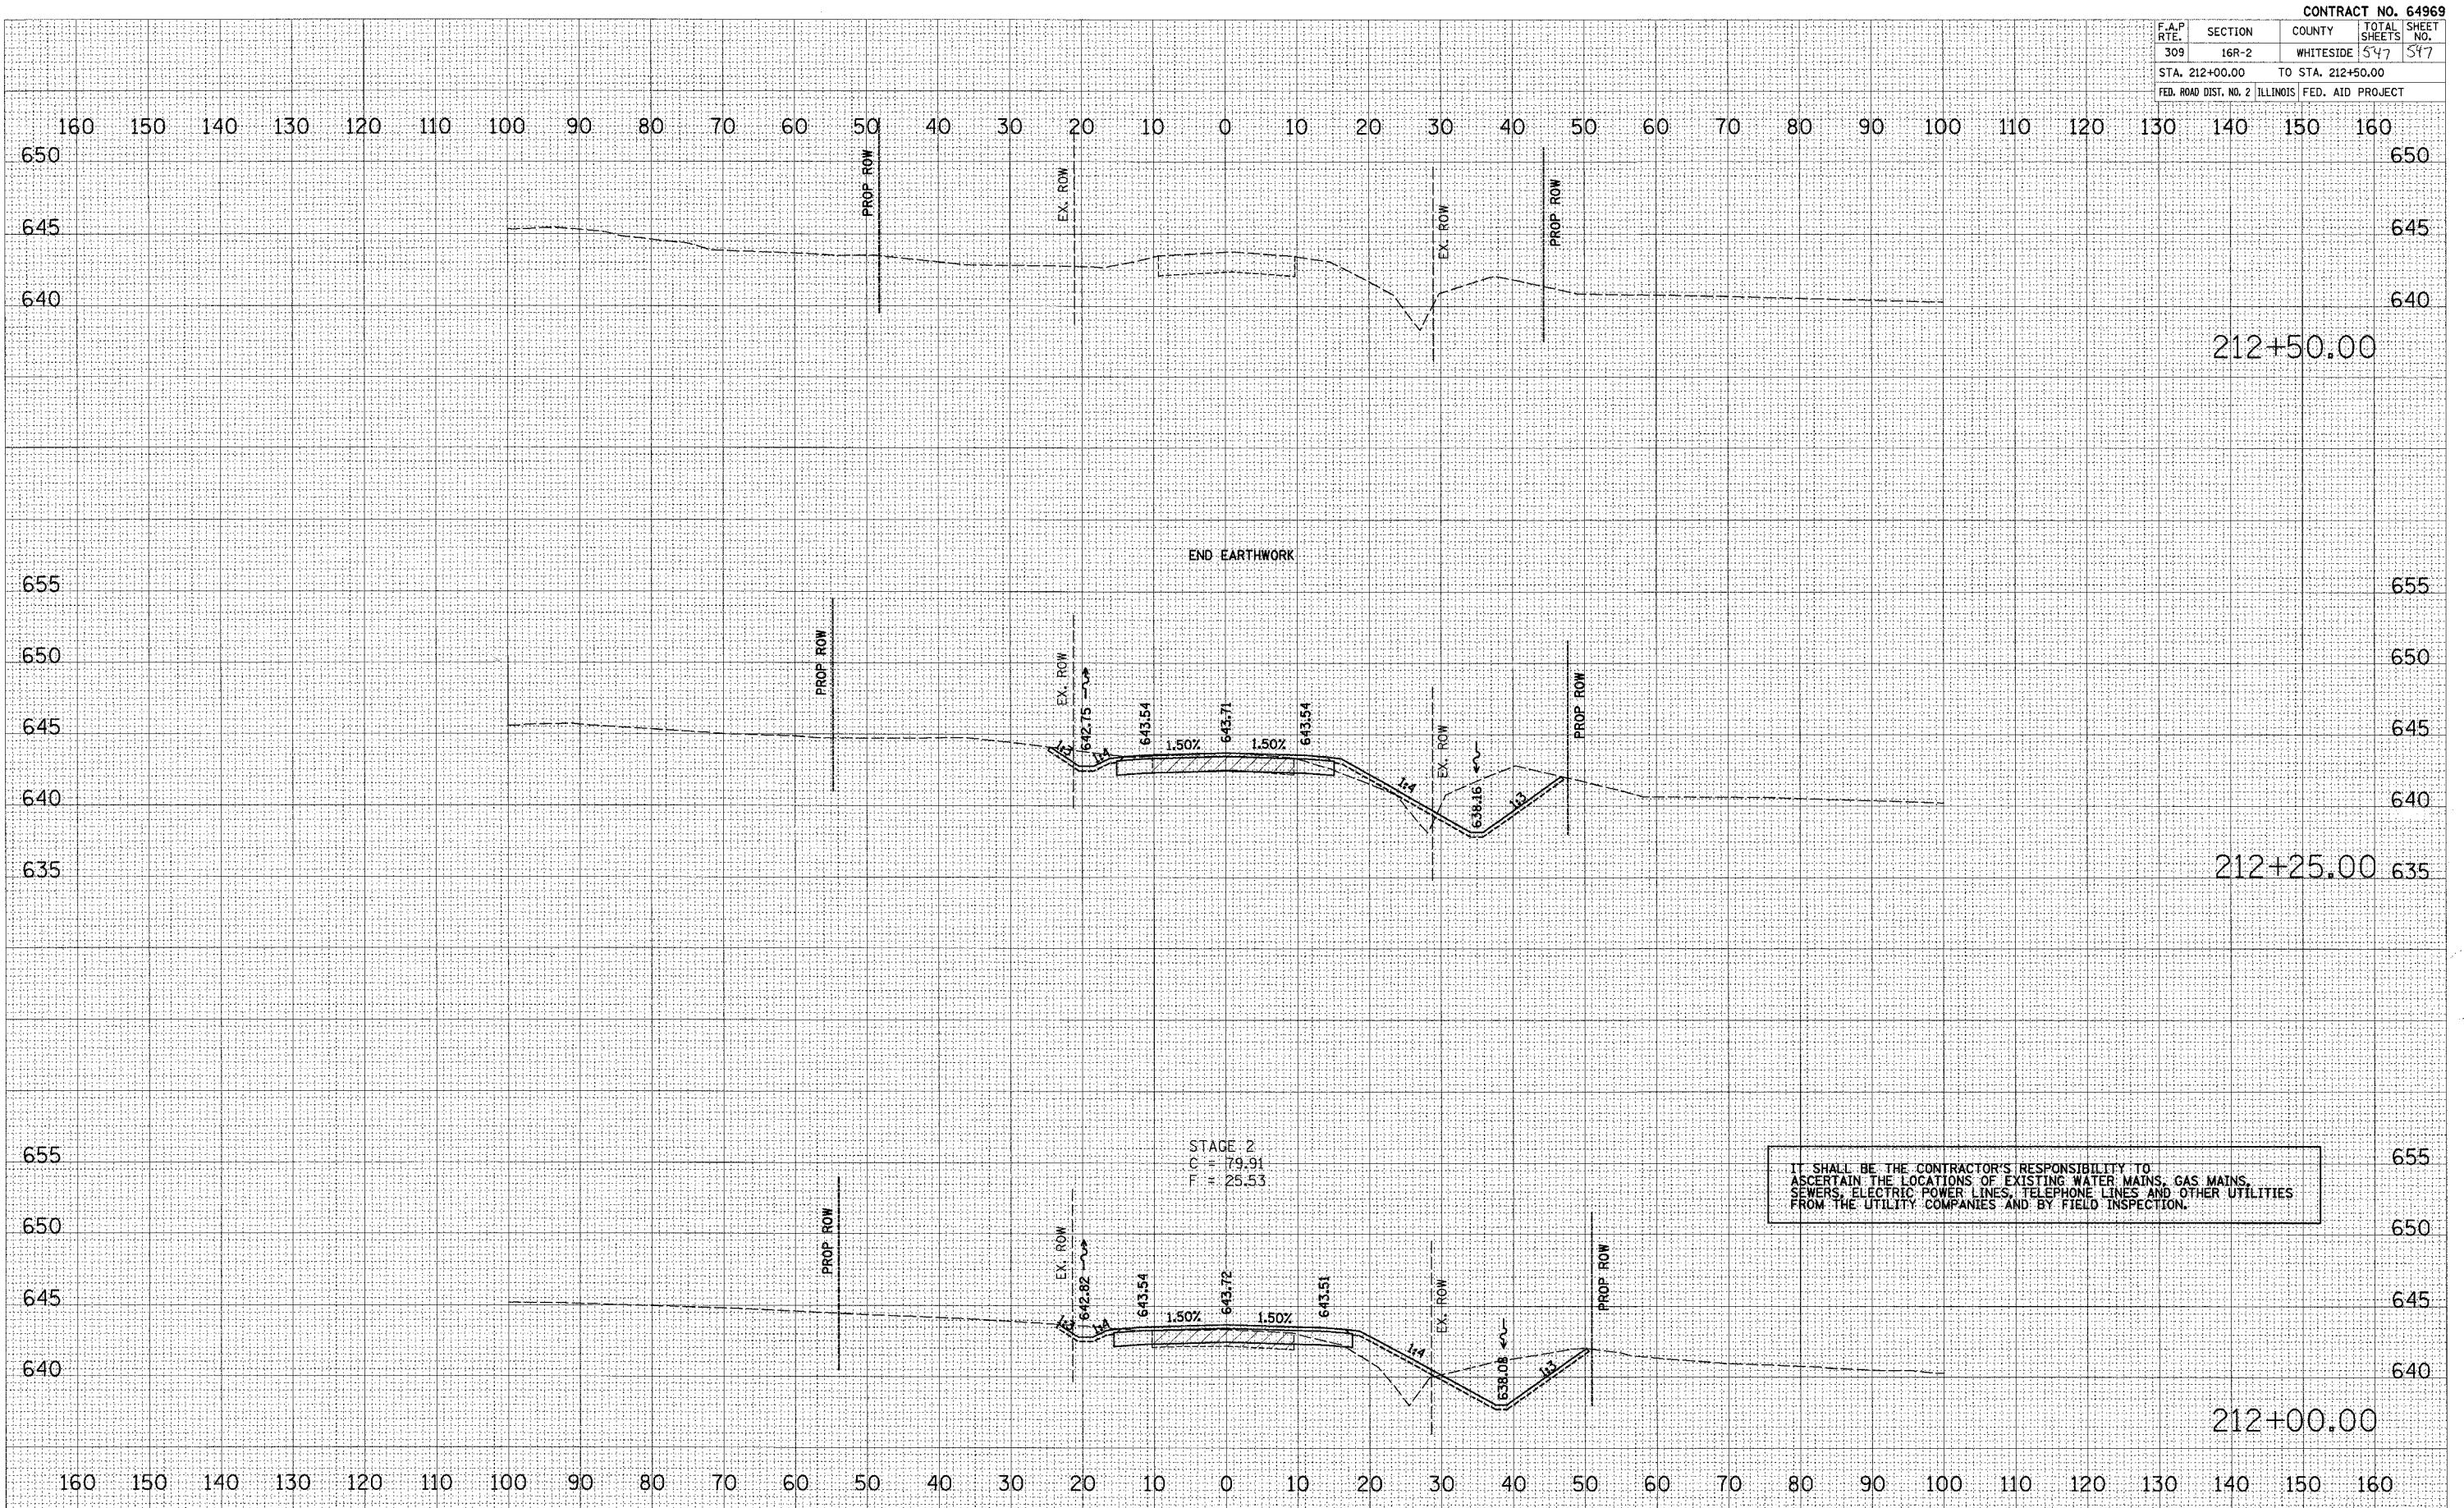 CONTRACT NO. 64969
F.A.P RTE. SECTION COUNTY TOTAL SHEETS SHEET NO.
309 16R-2 WHITESIDE 547 547
STA. 212+00.00 TO STA. 212+50.00
FED. ROAD DIST. NO. 2 ILLINOIS FED. AID PROJECT
160 150 140 130 120 110 100 90 80 70 60 50 40 30 20 10 0 10 20 30 40 50 60 70 80 90 100 110 120 130 140 150 160
650 650
PROP ROW
EX. ROW
EX. ROW
PROP ROW
645 645
640 640
212+50.00
END EARTHWORK
655 655
650 650
PROP ROW
EX. ROW
642.75
643.54
643.71
643.54
EX. ROW
638.16
PROP ROW
645 645
1:3 1:4 1.50% 1.50% 1:4 1:3
640 640
635 212+25.00 635
STAGE 2
C = 79.91
F = 25.53
655 655
IT SHALL BE THE CONTRACTOR'S RESPONSIBILITY TO
ASCERTAIN THE LOCATIONS OF EXISTING WATER MAINS, GAS MAINS,
SEWERS, ELECTRIC POWER LINES, TELEPHONE LINES AND OTHER UTILITIES
FROM THE UTILITY COMPANIES AND BY FIELD INSPECTION.
650 650
PROP ROW
EX. ROW
642.82
643.54
643.72
643.51
EX. ROW
638.08
PROP ROW
645 645
1:3 1:4 1.50% 1.50% 1:4 1:3
640 640
212+00.00
160 150 140 130 120 110 100 90 80 70 60 50 40 30 20 10 0 10 20 30 40 50 60 70 80 90 100 110 120 130 140 150 160